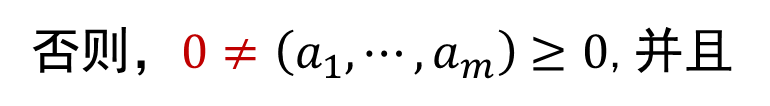 否则，0 ≠ (a₁,⋯,aₘ) ≥ 0, 并且